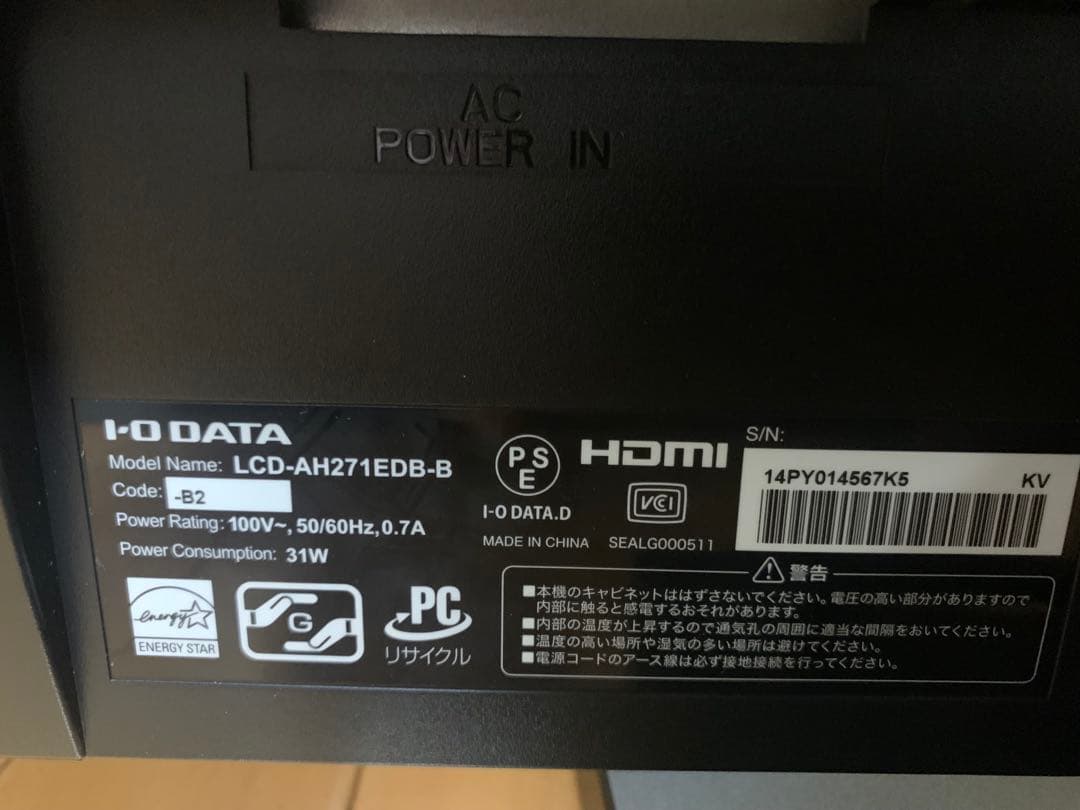 AC
POWER IN
I-O DATA
Model Name: LCD-AH271EDB-B
Code: -B2
Power Rating: 100V~, 50/60Hz, 0.7A
Power Consumption: 31W
energy
ENERGY STAR
G
PC
リサイクル
PSE
I-O DATA.D
MADE IN CHINA
HDMI
VCCI
SEALG000511
S/N:
14PY014567K5 KV
警告
■本機のキャビネットははずさないでください。電圧の高い部分がありますので
内部に触ると感電するおそれがあります。
■内部の温度が上昇するので通気孔の周囲に適当な間隔をおいてください。
■温度の高い場所や湿気の多い場所は避けてください。
■電源コードのアース線は必ず接地接続を行ってください。